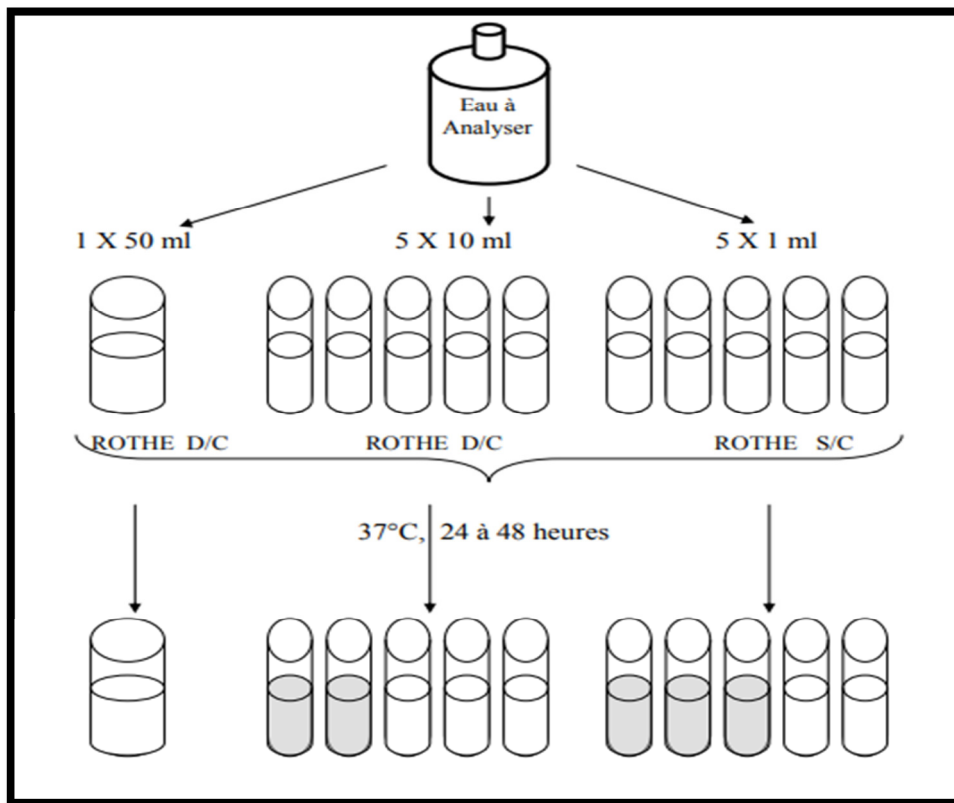 Eau à
Analyser
1 X 50 ml
5 X 10 ml
5 X 1 ml
ROTHE D/C
ROTHE D/C
ROTHE S/C
37°C, 24 à 48 heures